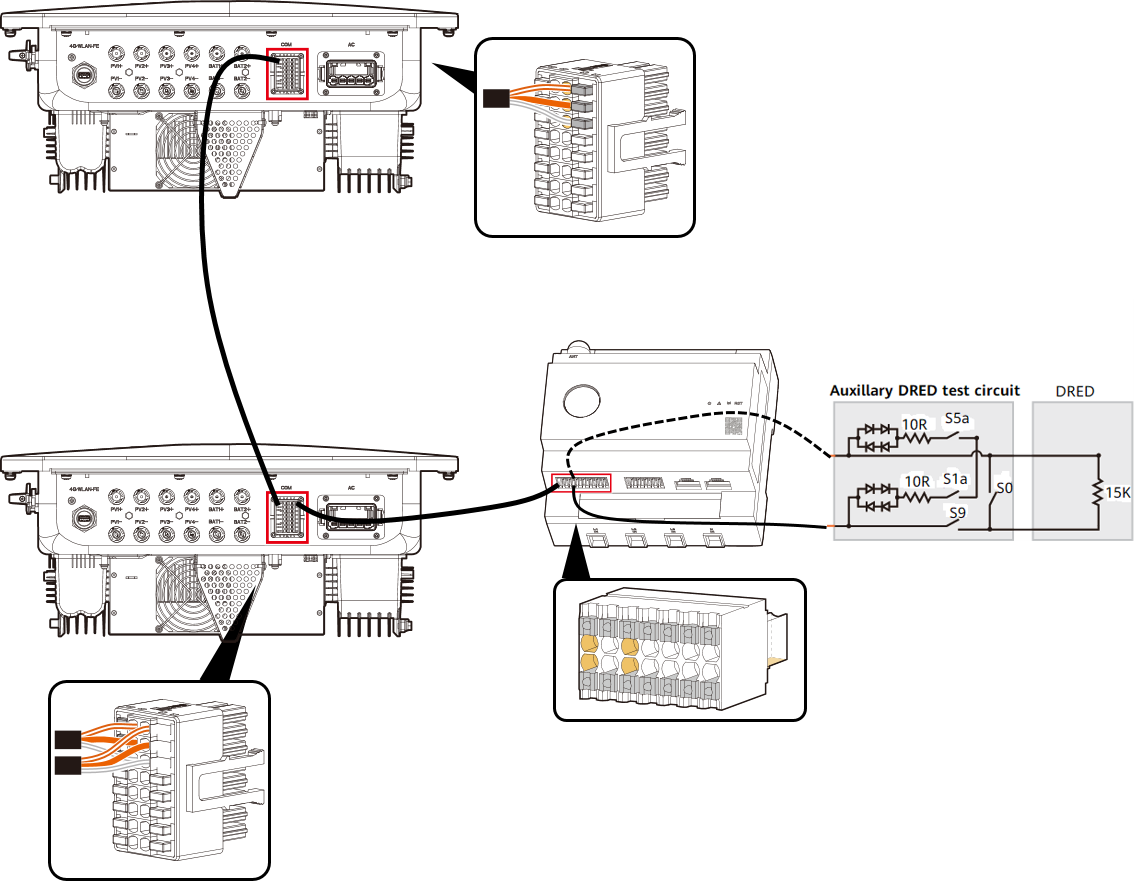 4G/WLAN-FE
PV1+ PV2+ PV3+ PV4+ BAT1+ BAT2+
PV1− PV2− PV3− PV4− BAT1− BAT2−
COM
AC
ANT
RST
Auxillary DRED test circuit
DRED
10R
S5a
10R
S1a
S0
S9
15K
4G/WLAN-FE
PV1+ PV2+ PV3+ PV4+ BAT1+ BAT2+
PV1− PV2− PV3− PV4− BAT1− BAT2−
COM
AC